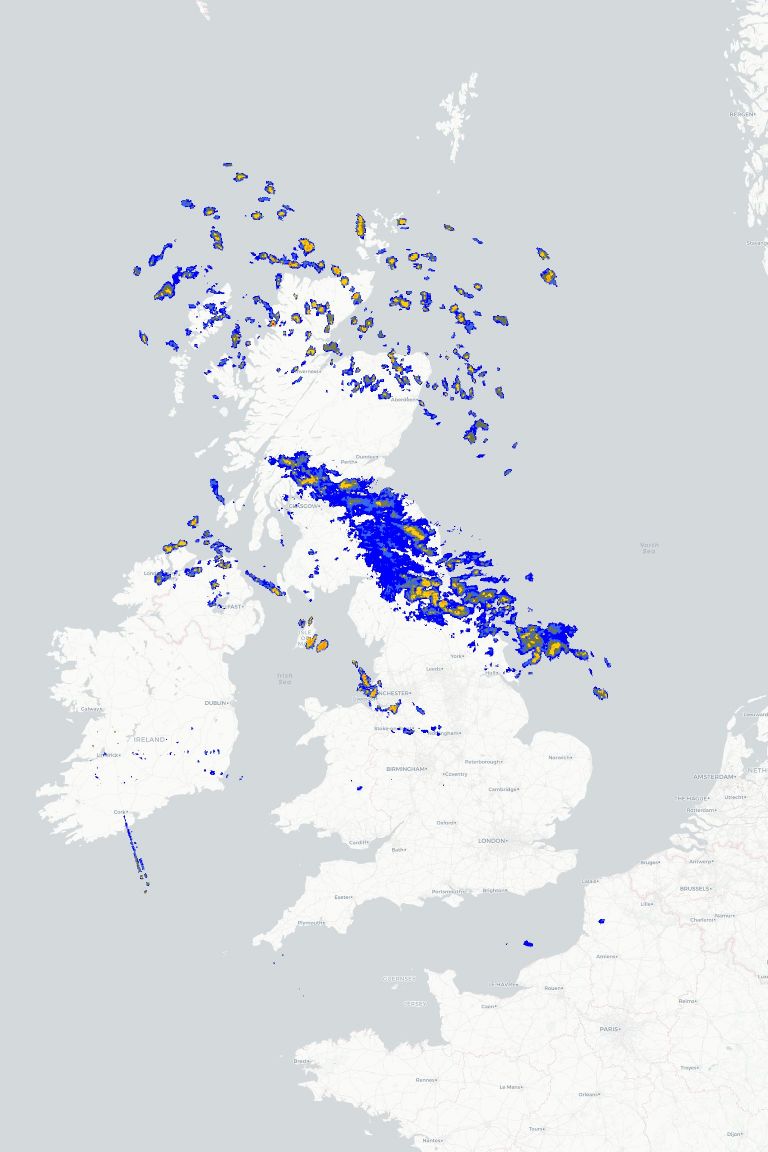 BERGEN
Stavanger
Inverness
Aberdeen
Dundee
Perth
GLASGOW
North
Sea
ISLE
York
Leeds
Hull
Irish
Sea
NCHESTER
DUBLIN
Galway
IRELAND
Limerick
Stoke
ingham
BIRMINGHAM
Coventry
Peterborough
Norwich
Cambridge
AMSTERDAM
NETH
THE HAGUE
Utrecht
Rotterdam
Cork
Oxford
LONDON
Cardiff
Bath
Bruges
Antwerp
Calais
BRUSSELS
Exeter
Portsmouth
Brighton
Lille
Charleroi
Namur
Plymouth
Amiens
GUERNSEY
LE HAVRE
Rouen
Reims
JERSEY
Caen
PARIS
Brest
Troyes
Rennes
Le Mans
Orléans
Tours
Dijon
Nantes